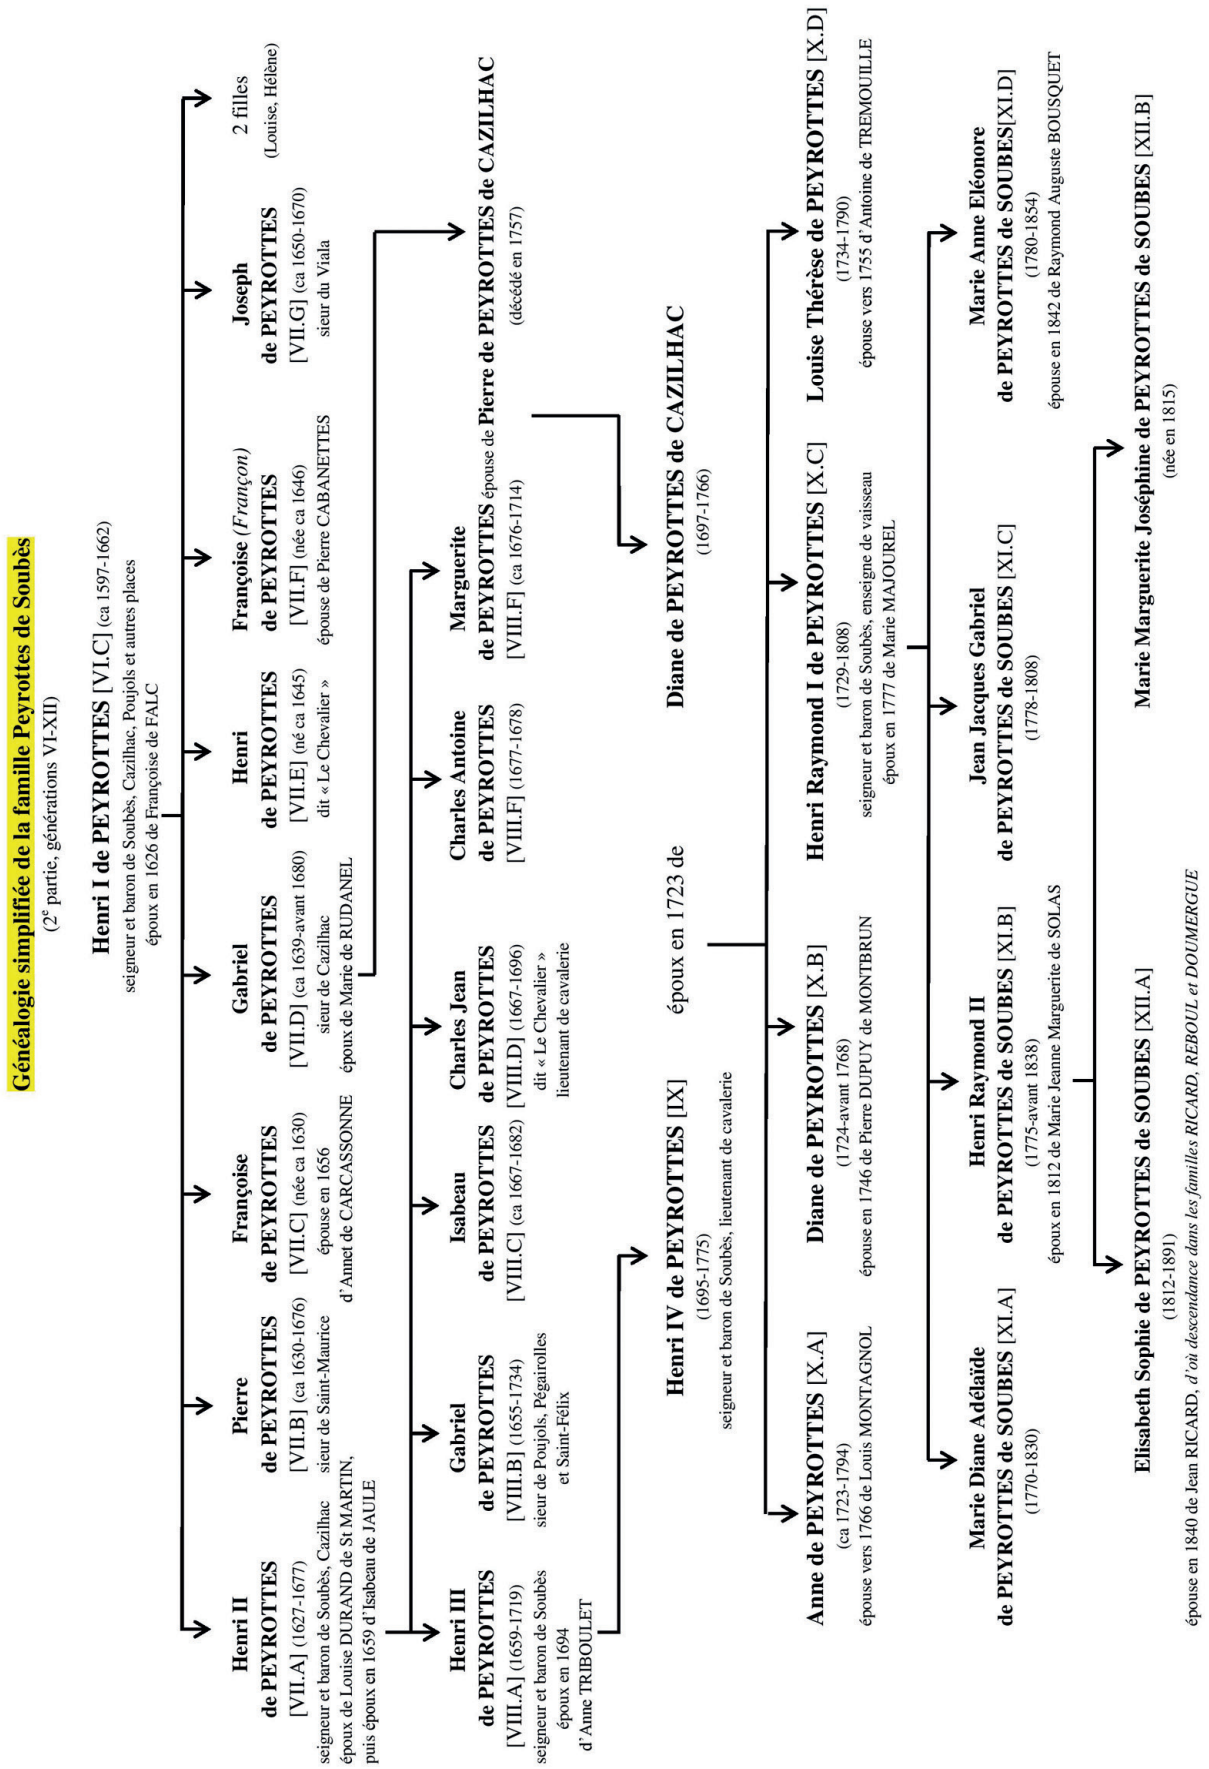 Généalogie simplifiée de la famille Peyrottes de Soubès
(2e partie, générations VI-XII)
Henri I de PEYROTTES [VI.C] (ca 1597-1662)
seigneur et baron de Soubès, Cazilhac, Poujols et autres places
époux en 1626 de Françoise de FALC
Henri II
de PEYROTTES
[VII.A] (1627-1677)
seigneur et baron de Soubès, Cazilhac
époux de Louise DURAND de St MARTIN,
puis époux en 1659 d'Isabeau de JAULE
Pierre
de PEYROTTES
[VII.B] (ca 1630-1676)
sieur de Saint-Maurice
Françoise
de PEYROTTES
[VII.C] (née ca 1630)
épouse en 1656
d'Annet de CARCASSONNE
Gabriel
de PEYROTTES
[VII.D] (ca 1639-avant 1680)
sieur de Cazilhac
époux de Marie de RUDANEL
Henri
de PEYROTTES
[VII.E] (né ca 1645)
dit « Le Chevalier »
Françoise (Françon)
de PEYROTTES
[VII.F] (née ca 1646)
épouse de Pierre CABANETTES
Joseph
de PEYROTTES
[VII.G] (ca 1650-1670)
sieur du Viala
2 filles
(Louise, Hélène)
Henri III
de PEYROTTES
[VIII.A] (1659-1719)
seigneur et baron de Soubès
époux en 1694
d'Anne TRIBOULET
Gabriel
de PEYROTTES
[VIII.B] (1655-1734)
sieur de Poujols, Pégairolles
et Saint-Félix
Isabeau
de PEYROTTES
[VIII.C] (ca 1667-1682)
Charles Jean
de PEYROTTES
[VIII.D] (1667-1696)
dit « Le Chevalier »
lieutenant de cavalerie
Charles Antoine
de PEYROTTES
[VIII.F] (1677-1678)
Marguerite
de PEYROTTES épouse de Pierre de PEYROTTES de CAZILHAC
[VIII.F] (ca 1676-1714)
(décédé en 1757)
Henri IV de PEYROTTES [IX]
(1695-1775)
seigneur et baron de Soubès, lieutenant de cavalerie
époux en 1723 de
Diane de PEYROTTES de CAZILHAC
(1697-1766)
Anne de PEYROTTES [X.A]
(ca 1723-1794)
épouse vers 1766 de Louis MONTAGNOL
Diane de PEYROTTES [X.B]
(1724-avant 1768)
épouse en 1746 de Pierre DUPUY de MONTBRUN
Henri Raymond I de PEYROTTES [X.C]
(1729-1808)
seigneur et baron de Soubès, enseigne de vaisseau
époux en 1777 de Marie MAJOUREL
Louise Thérèse de PEYROTTES [X.D]
(1734-1790)
épouse vers 1755 d'Antoine de TREMOUILLE
Marie Diane Adélaïde
de PEYROTTES de SOUBES [XI.A]
(1770-1830)
Henri Raymond II
de PEYROTTES de SOUBES [XI.B]
(1775-avant 1838)
époux en 1812 de Marie Jeanne Marguerite de SOLAS
Jean Jacques Gabriel
de PEYROTTES de SOUBES [XI.C]
(1778-1808)
Marie Anne Eléonore
de PEYROTTES de SOUBES[XI.D]
(1780-1854)
épouse en 1842 de Raymond Auguste BOUSQUET
Elisabeth Sophie de PEYROTTES de SOUBES [XII.A]
(1812-1891)
épouse en 1840 de Jean RICARD, d'où descendance dans les familles RICARD, REBOUL et DOUMERGUE
Marie Marguerite Joséphine de PEYROTTES de SOUBES [XII.B]
(née en 1815)